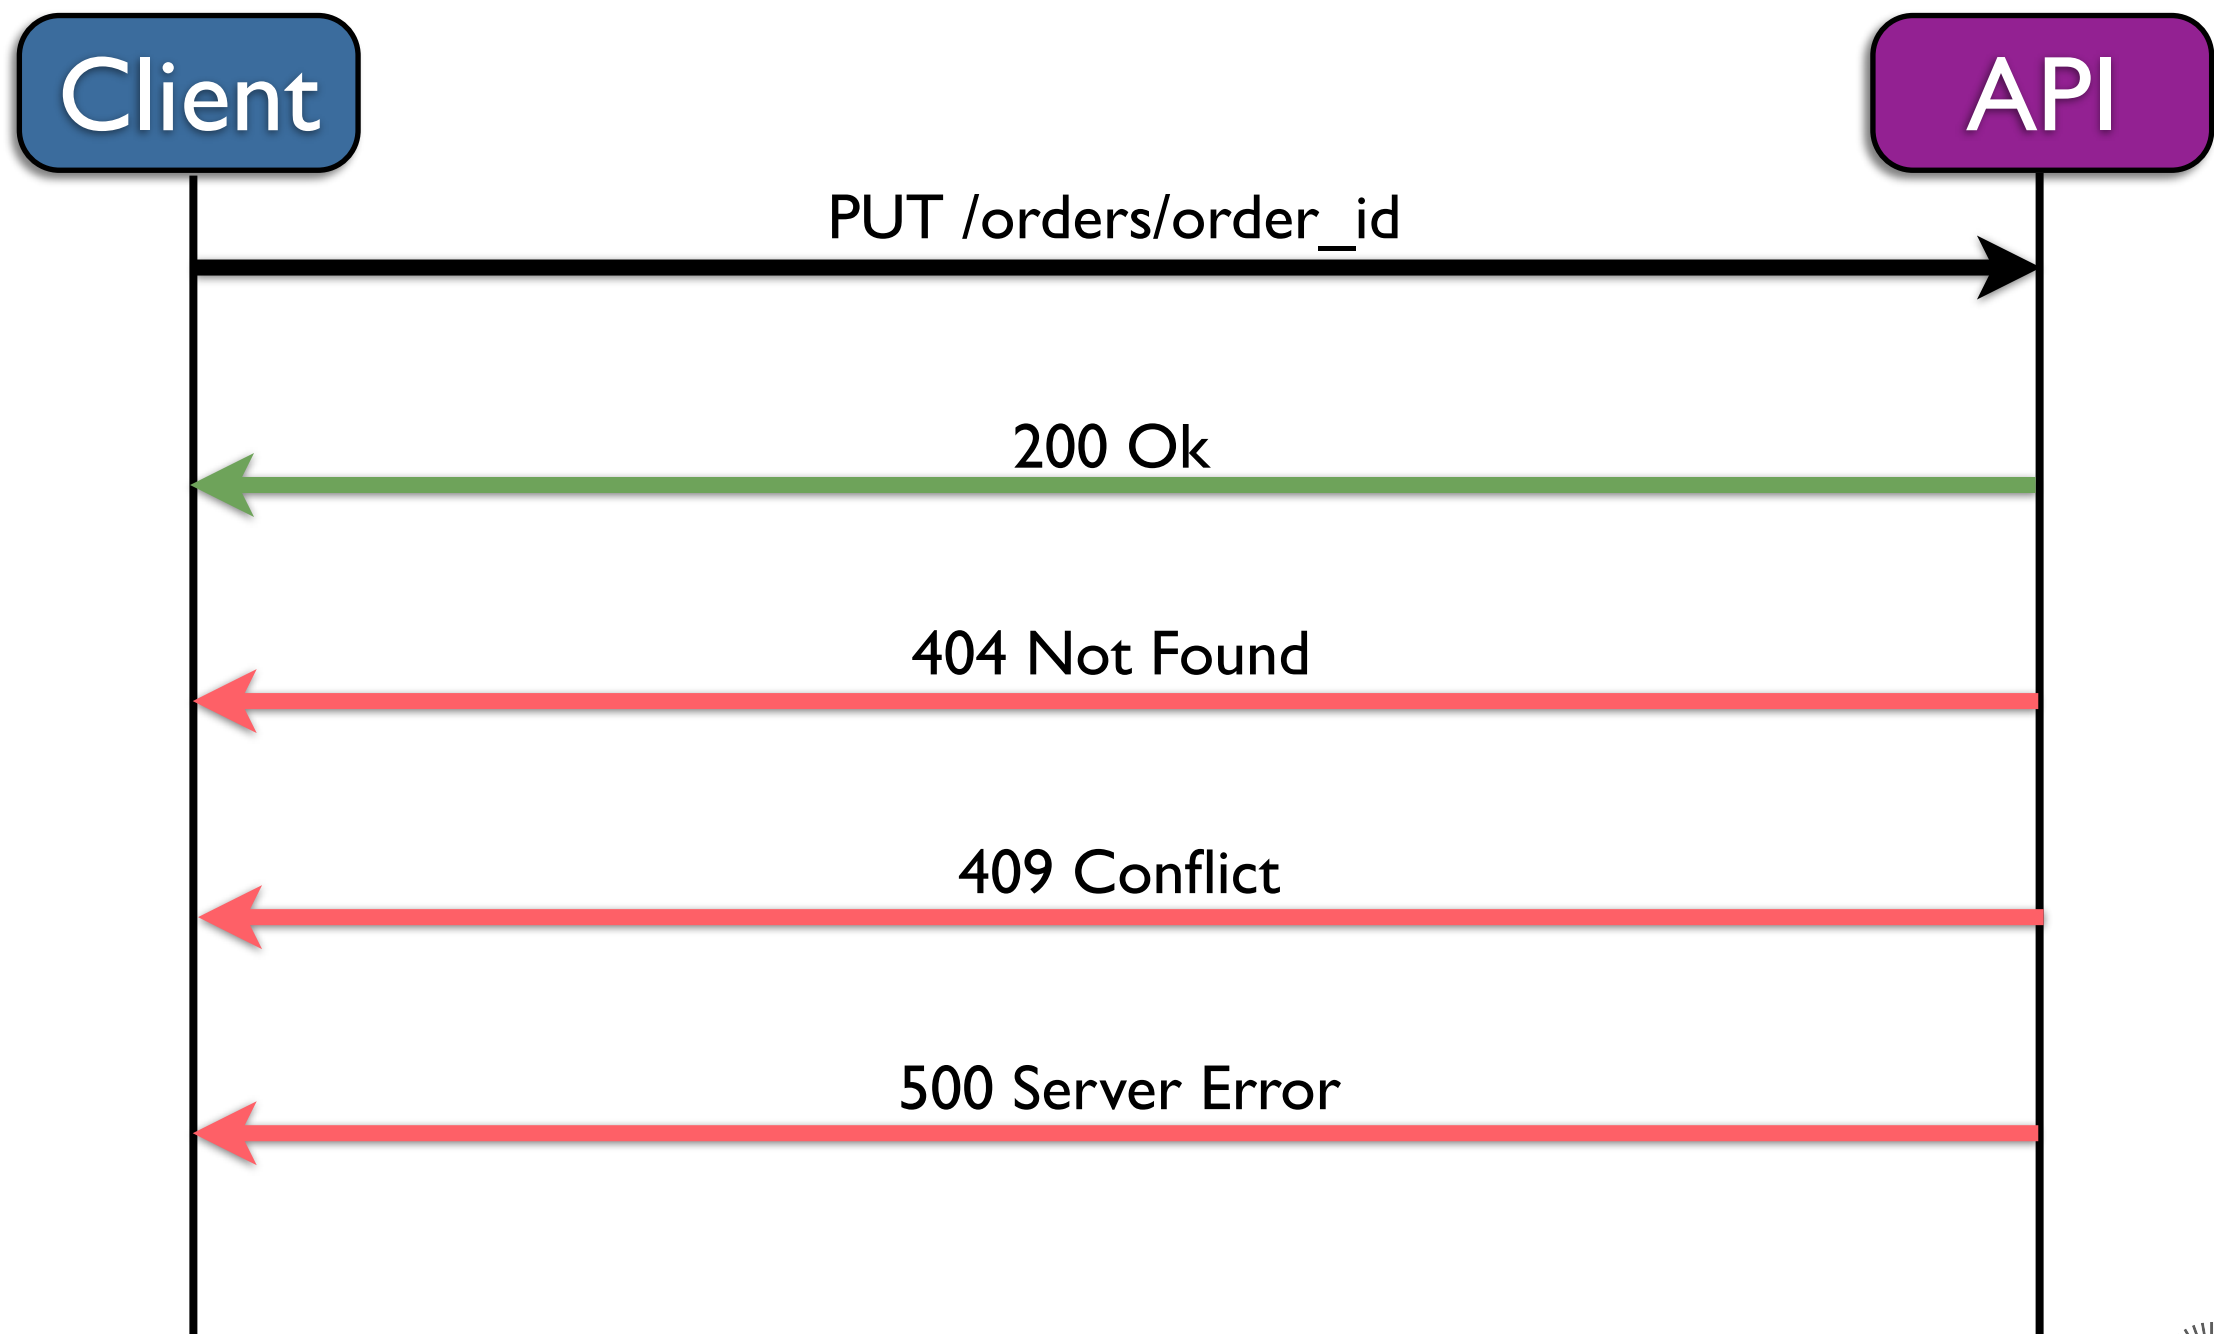 Client
API
PUT /orders/order_id
200 Ok
404 Not Found
409 Conflict
500 Server Error